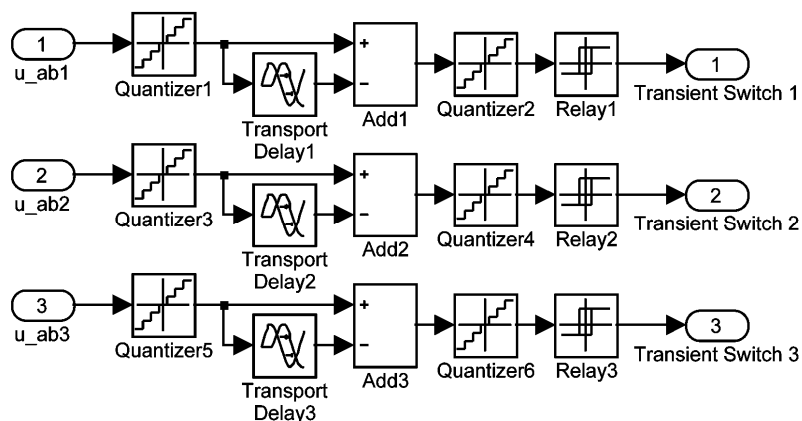 1
u_ab1
Quantizer1
+
−
Transport
Delay1
Add1
Quantizer2
Relay1
1
Transient Switch 1
2
u_ab2
Quantizer3
+
−
Transport
Delay2
Add2
Quantizer4
Relay2
2
Transient Switch 2
3
u_ab3
Quantizer5
+
−
Transport
Delay3
Add3
Quantizer6
Relay3
3
Transient Switch 3